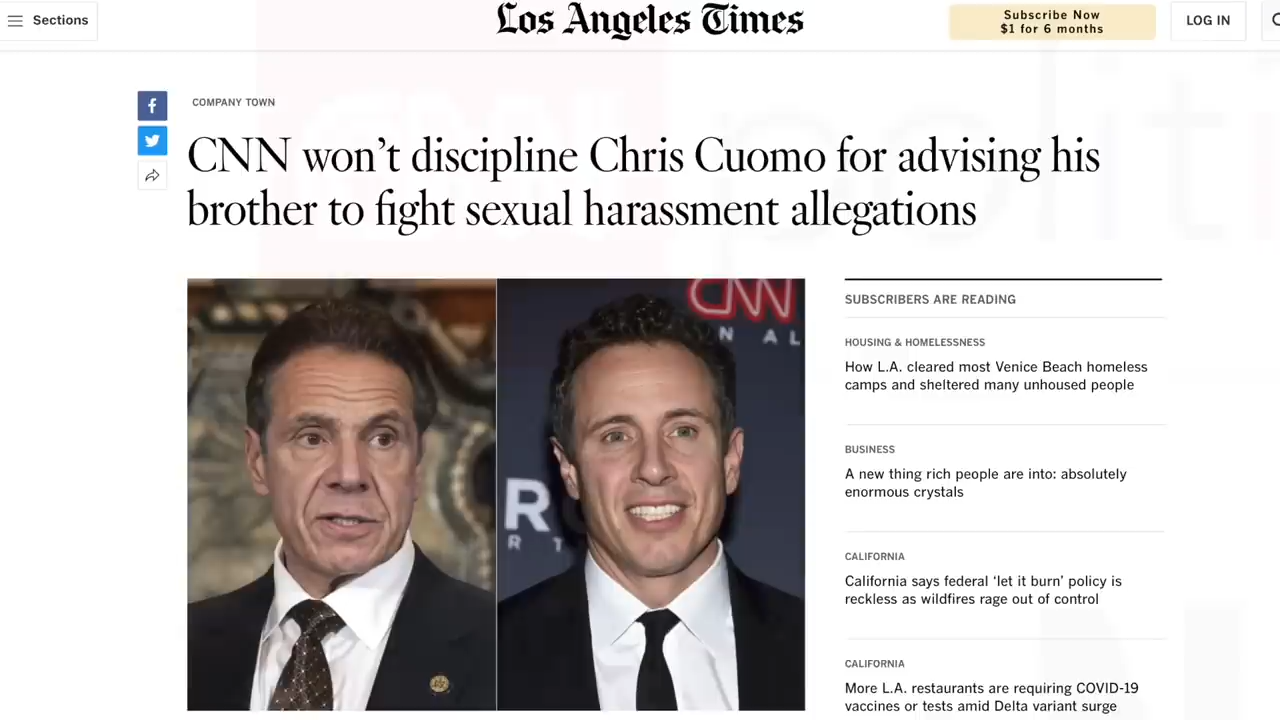 Sections
Los Angeles Times
Subscribe Now
$1 for 6 months
LOG IN
COMPANY TOWN
CNN won’t discipline Chris Cuomo for advising his
brother to fight sexual harassment allegations
CNN
N AL
R
R T
SUBSCRIBERS ARE READING
HOUSING & HOMELESSNESS
How L.A. cleared most Venice Beach homeless
camps and sheltered many unhoused people
BUSINESS
A new thing rich people are into: absolutely
enormous crystals
CALIFORNIA
California says federal ‘let it burn’ policy is
reckless as wildfires rage out of control
CALIFORNIA
More L.A. restaurants are requiring COVID-19
vaccines or tests amid Delta variant surge